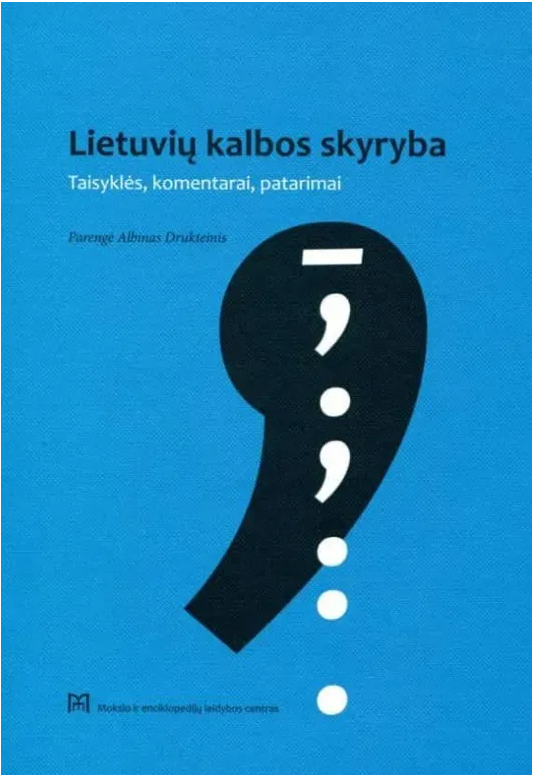 Lietuvių kalbos skyryba
Taisyklės, komentarai, patarimai
Parengė Albinas Drukteinis
Mokslo ir enciklopedijų leidybos centras